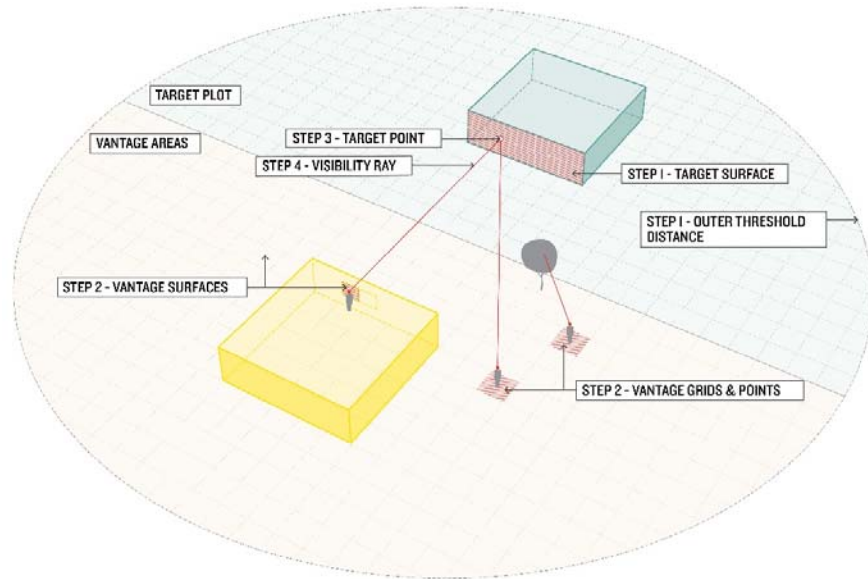 TARGET PLOT
VANTAGE AREAS
STEP 3 - TARGET POINT
STEP 4 - VISIBILITY RAY
STEP 1 - TARGET SURFACE
STEP 1 - OUTER THRESHOLD
DISTANCE
STEP 2 - VANTAGE SURFACES
STEP 2 - VANTAGE GRIDS & POINTS